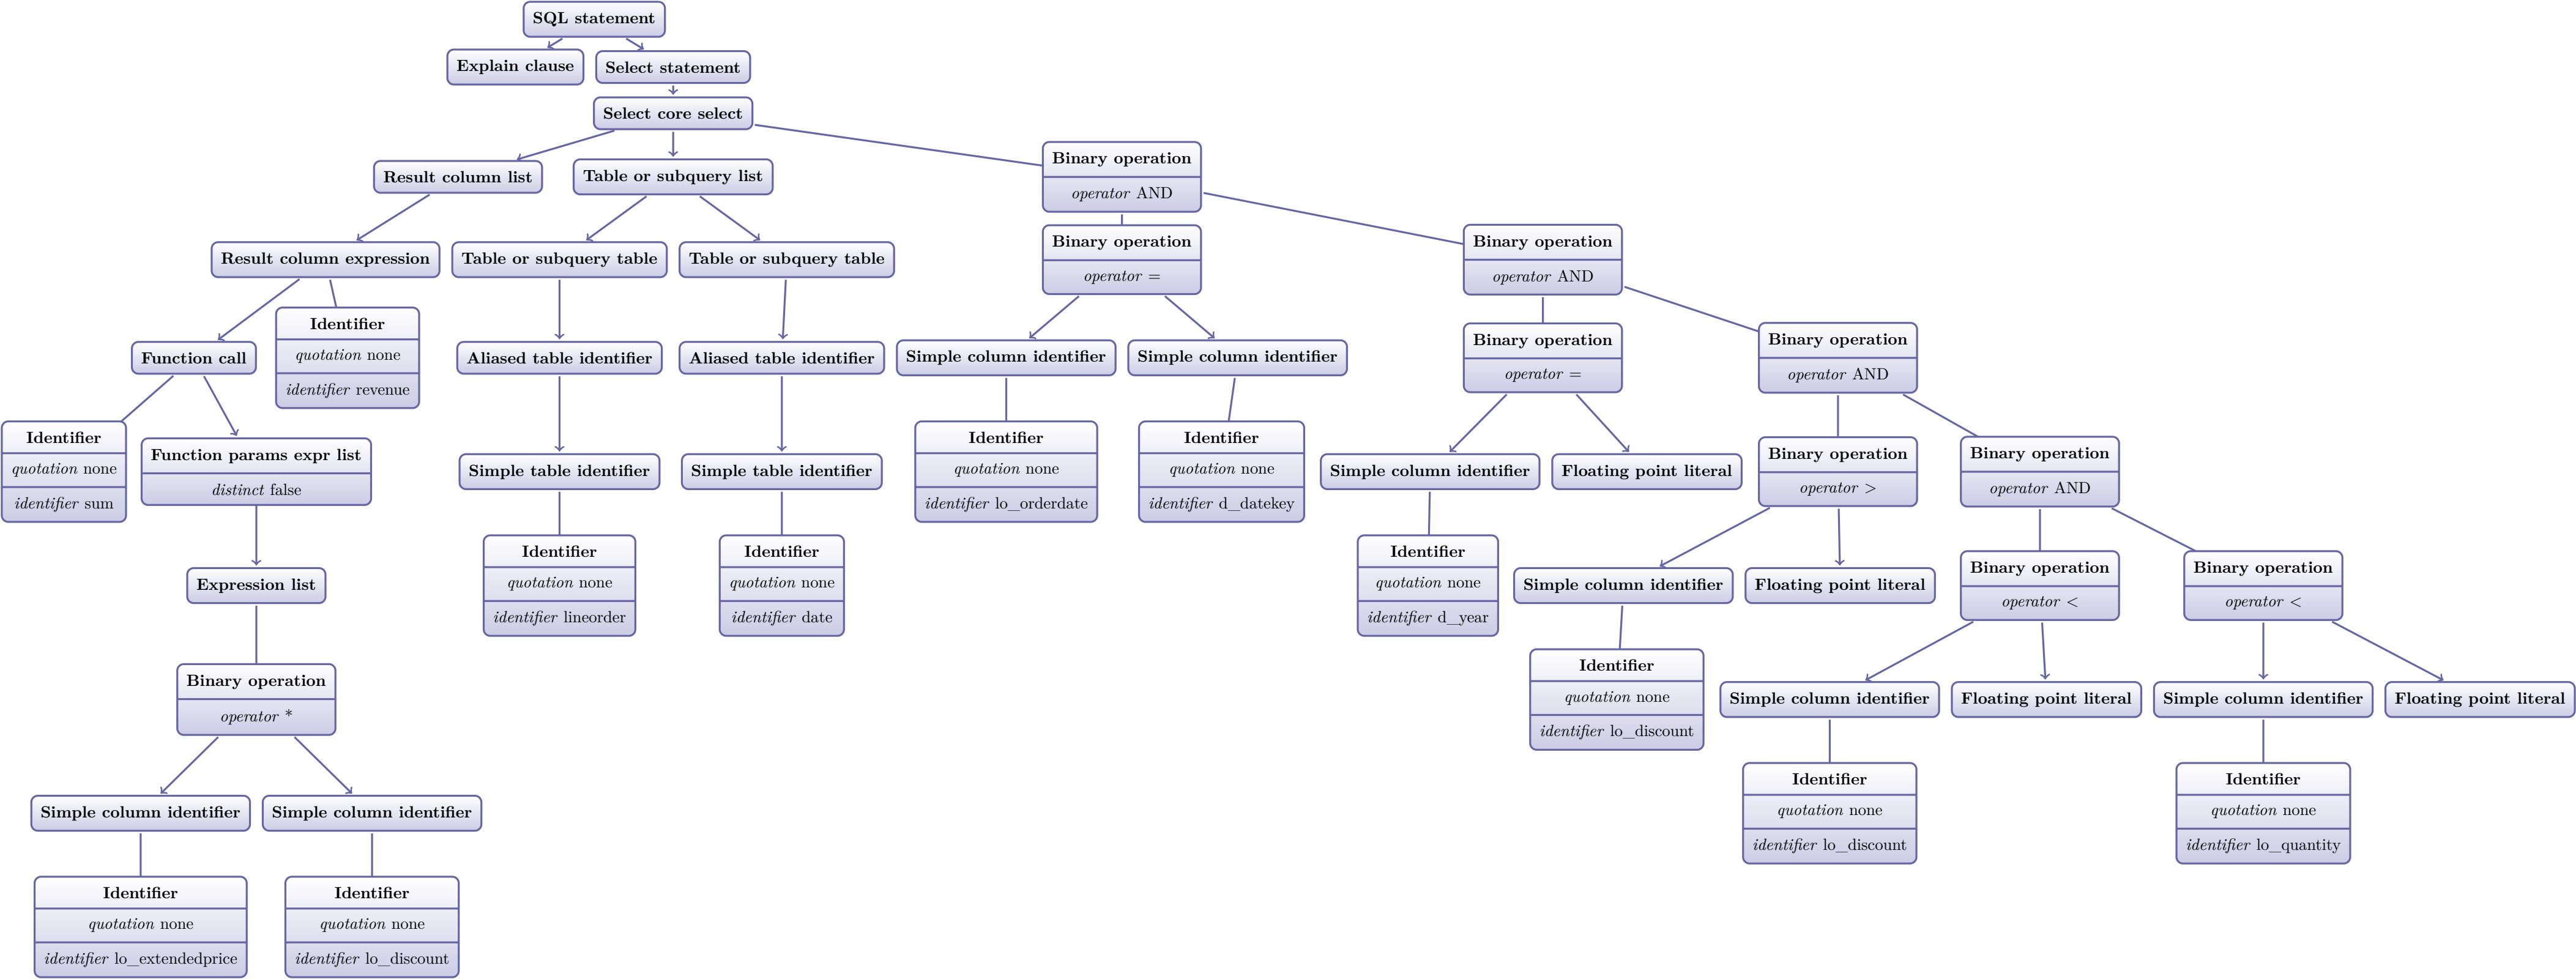 SQL statement
Explain clause
Select statement
Select core select
Result column list
Table or subquery list
Binary operation
operator AND
Result column expression
Table or subquery table
Table or subquery table
Binary operation
operator =
Binary operation
operator AND
Function call
Identifier
quotation none
identifier revenue
Aliased table identifier
Aliased table identifier
Simple column identifier
Simple column identifier
Binary operation
operator =
Binary operation
operator AND
Identifier
quotation none
identifier sum
Function params expr list
distinct false
Simple table identifier
Simple table identifier
Identifier
quotation none
identifier lo_orderdate
Identifier
quotation none
identifier d_datekey
Simple column identifier
Floating point literal
Binary operation
operator >
Binary operation
operator AND
Expression list
Identifier
quotation none
identifier lineorder
Identifier
quotation none
identifier date
Identifier
quotation none
identifier d_year
Simple column identifier
Floating point literal
Binary operation
operator <
Binary operation
operator <
Binary operation
operator *
Identifier
quotation none
identifier lo_discount
Simple column identifier
Floating point literal
Simple column identifier
Floating point literal
Simple column identifier
Simple column identifier
Identifier
quotation none
identifier lo_discount
Identifier
quotation none
identifier lo_quantity
Identifier
quotation none
identifier lo_extendedprice
Identifier
quotation none
identifier lo_discount